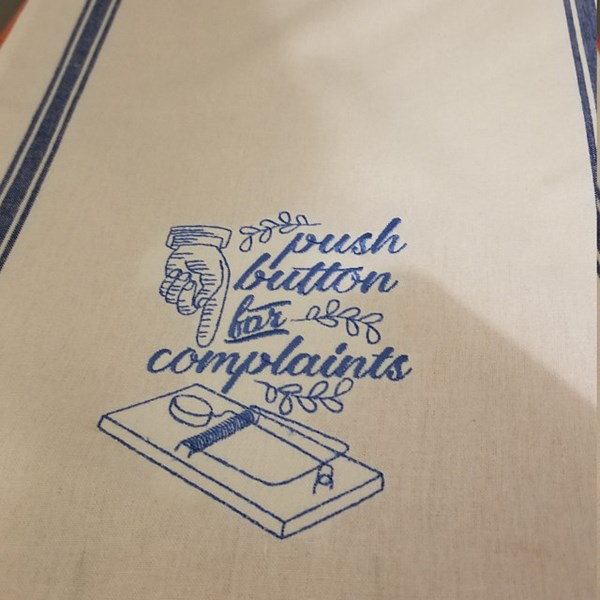 push
button
for
complaints